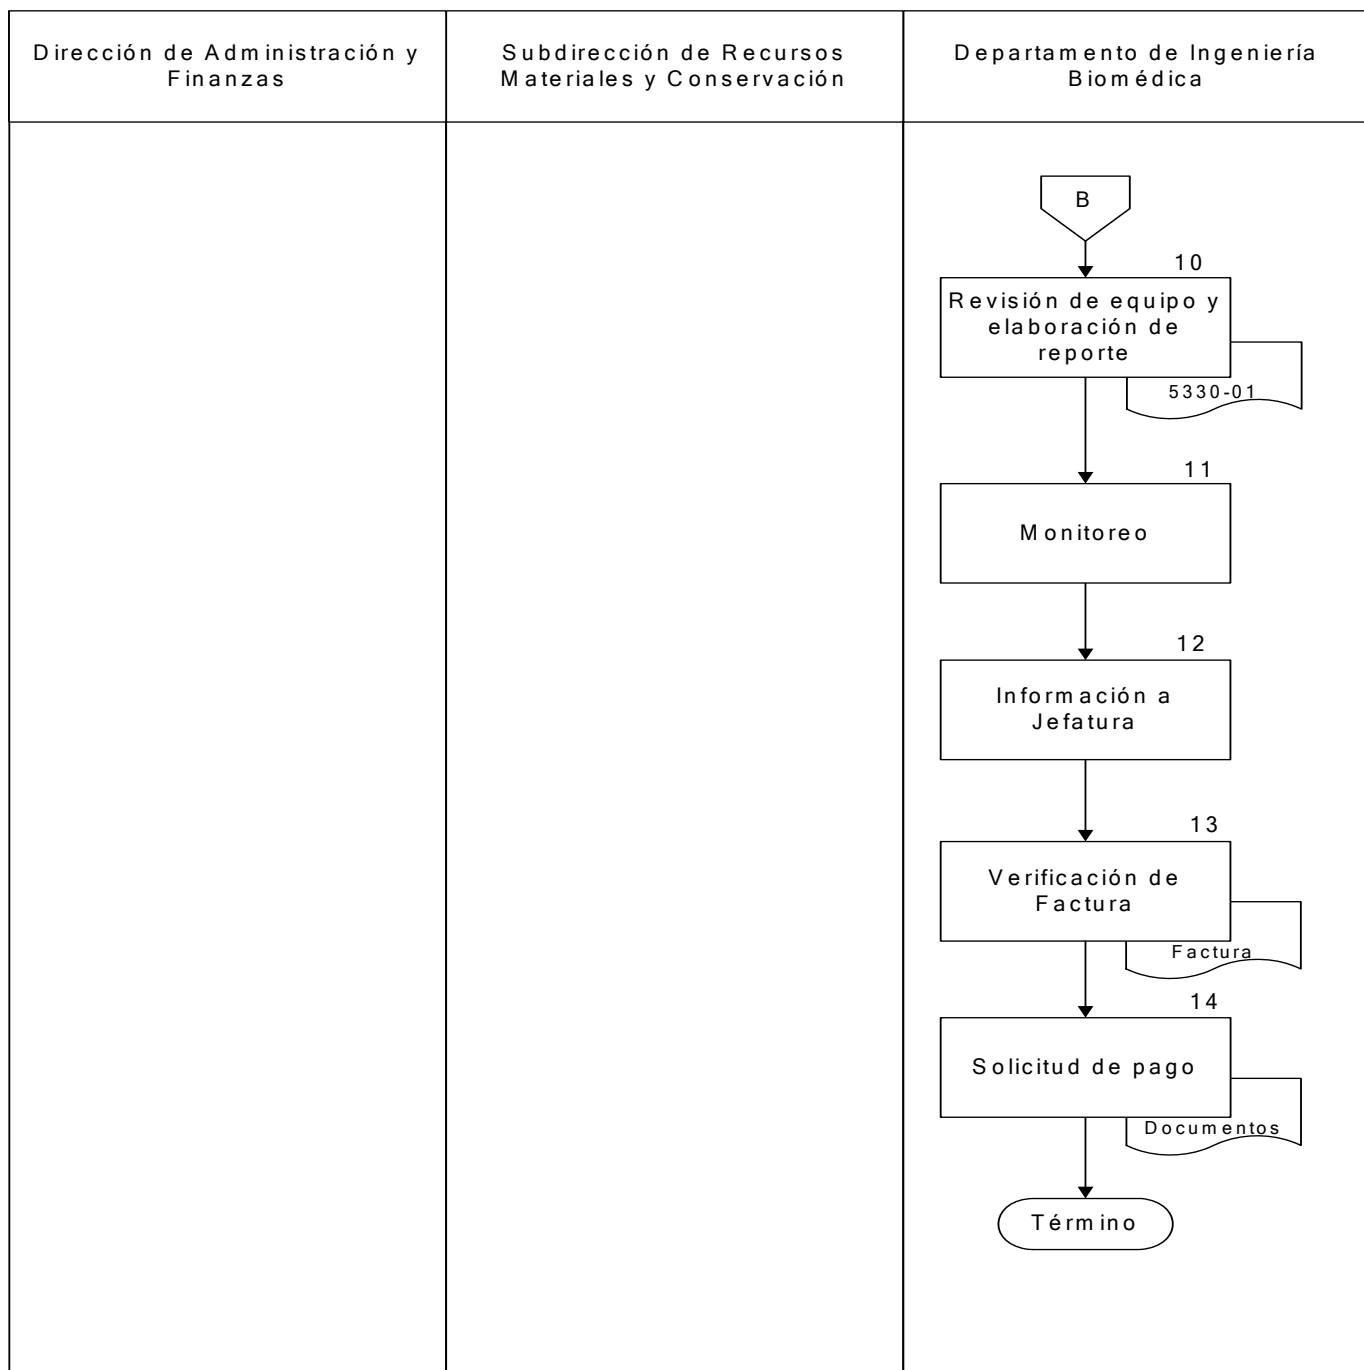 Dirección de Administración y
Finanzas
Subdirección de Recursos
Materiales y Conservación
Departamento de Ingeniería
Biomédica
B
10
Revisión de equipo y
elaboración de
reporte
5330-01
11
Monitoreo
12
Información a
Jefatura
13
Verificación de
Factura
Factura
14
Solicitud de pago
Documentos
Término